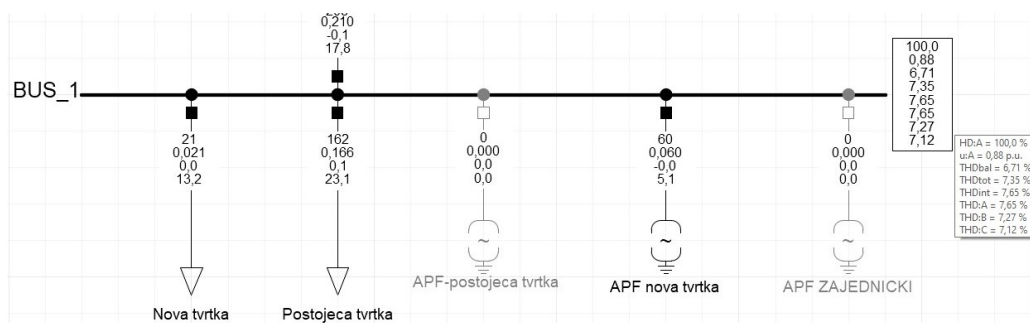 0,210
-0,1
17,8
BUS_1
100,0
0,88
6,71
7,35
7,65
7,65
7,27
7,12
21
0,021
0,0
13,2
162
0,166
0,1
23,1
0
0,000
0,0
0,0
60
0,060
-0,0
5,1
0
0,000
0,0
0,0
HD:A = 100,0 %
u:A = 0,88 p.u.
THDbal = 6,71 %
THDtot = 7,35 %
THDint = 7,65 %
THD:A = 7,65 %
THD:B = 7,27 %
THD:C = 7,12 %
~
~
~
APF-postojeca tvrtka
APF nova tvrtka
APF ZAJEDNICKI
Nova tvrtka
Postojeca tvrtka